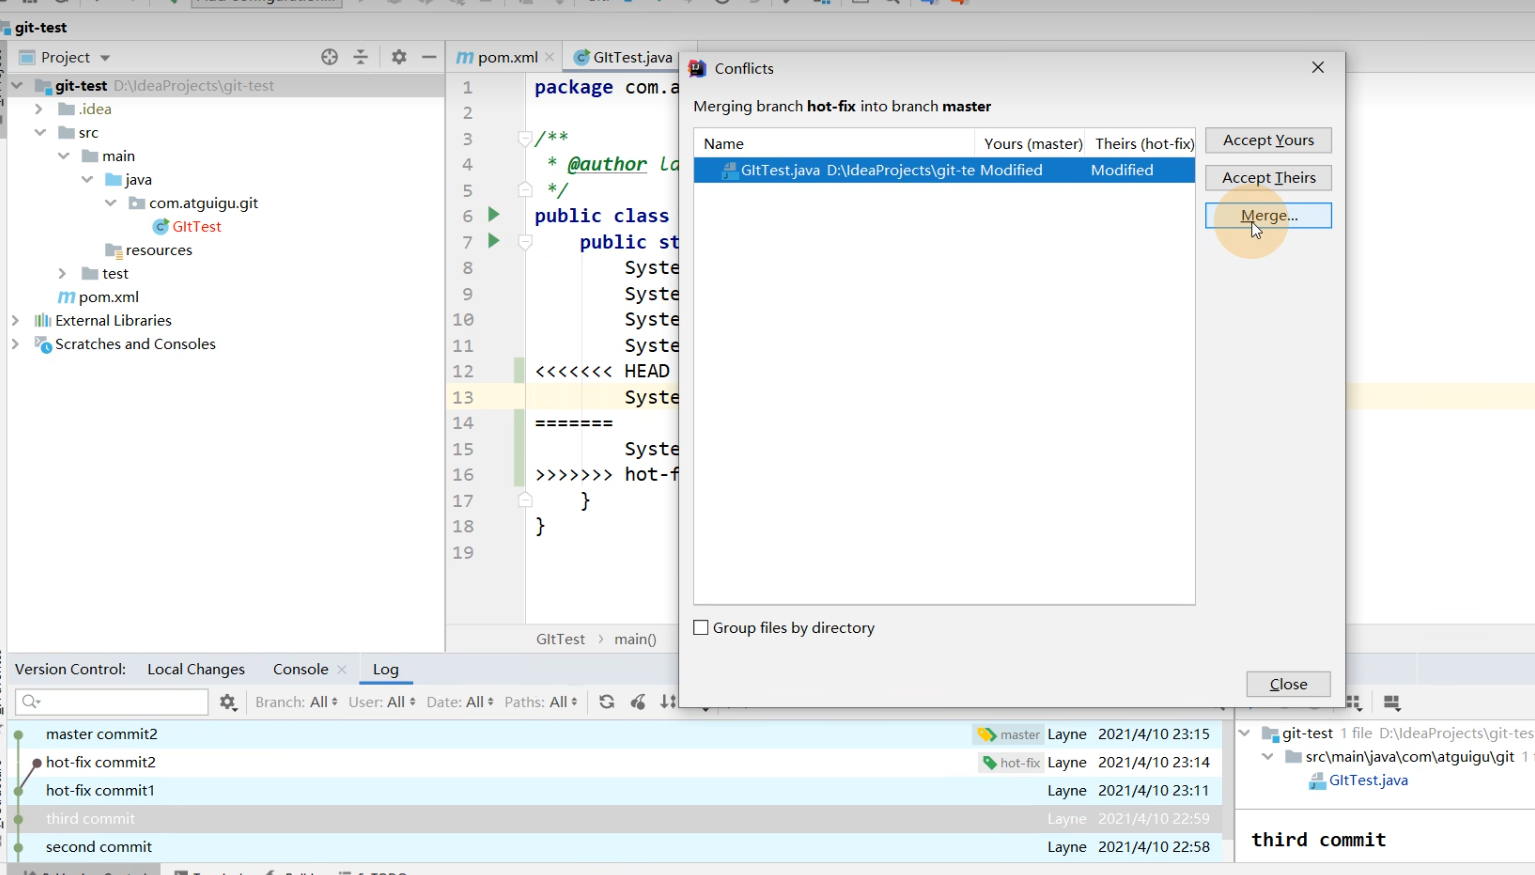 git-test
Project
git-test D:\IdeaProjects\git-test
.idea
src
main
java
com.atguigu.git
GItTest
resources
test
pom.xml
External Libraries
Scratches and Consoles
pom.xml
GItTest.java
1 package com.a
2
3 /**
4 * @author La
5 */
6 public class
7 public st
8 Syste
9 Syste
10 Syste
11 Syste
12 <<<<<<< HEAD
13 Syste
14 =======
15 Syste
16 >>>>>>> hot-f
17 }
18 }
19
GItTest > main()
Conflicts
Merging branch hot-fix into branch master
Name Yours (master) Theirs (hot-fix)
GItTest.java D:\IdeaProjects\git-te Modified Modified
Accept Yours
Accept Theirs
Merge...
Group files by directory
Close
Version Control: Local Changes Console Log
Branch: All User: All Date: All Paths: All
master commit2 master Layne 2021/4/10 23:15
hot-fix commit2 hot-fix Layne 2021/4/10 23:14
hot-fix commit1 Layne 2021/4/10 23:11
third commit Layne 2021/4/10 22:59
second commit Layne 2021/4/10 22:58
git-test 1 file D:\IdeaProjects\git-tes
src\main\java\com\atguigu\git 1
GItTest.java
third commit